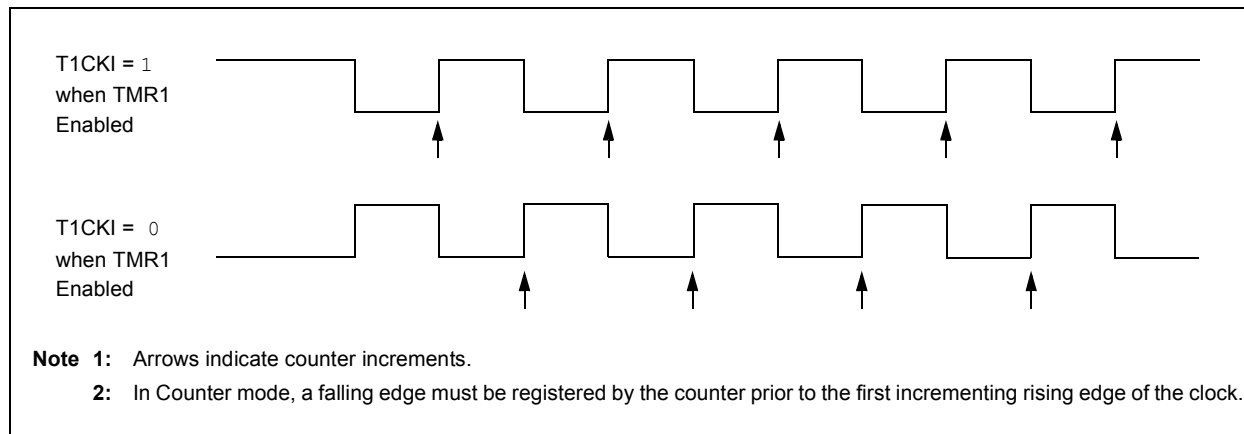 T1CKI = 1
when TMR1
Enabled
T1CKI = 0
when TMR1
Enabled
Note 1: Arrows indicate counter increments.
2: In Counter mode, a falling edge must be registered by the counter prior to the first incrementing rising edge of the clock.